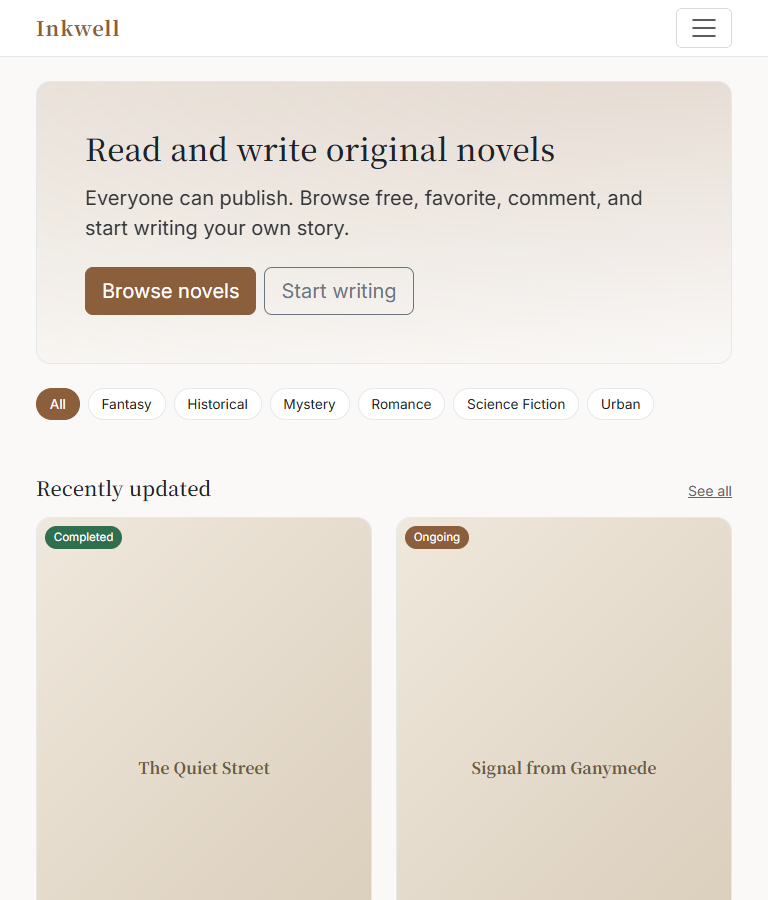 Inkwell
Read and write original novels
Everyone can publish. Browse free, favorite, comment, and
start writing your own story.
Browse novels Start writing
All Fantasy Historical Mystery Romance Science Fiction Urban
Recently updated See all
Completed Ongoing
The Quiet Street Signal from Ganymede